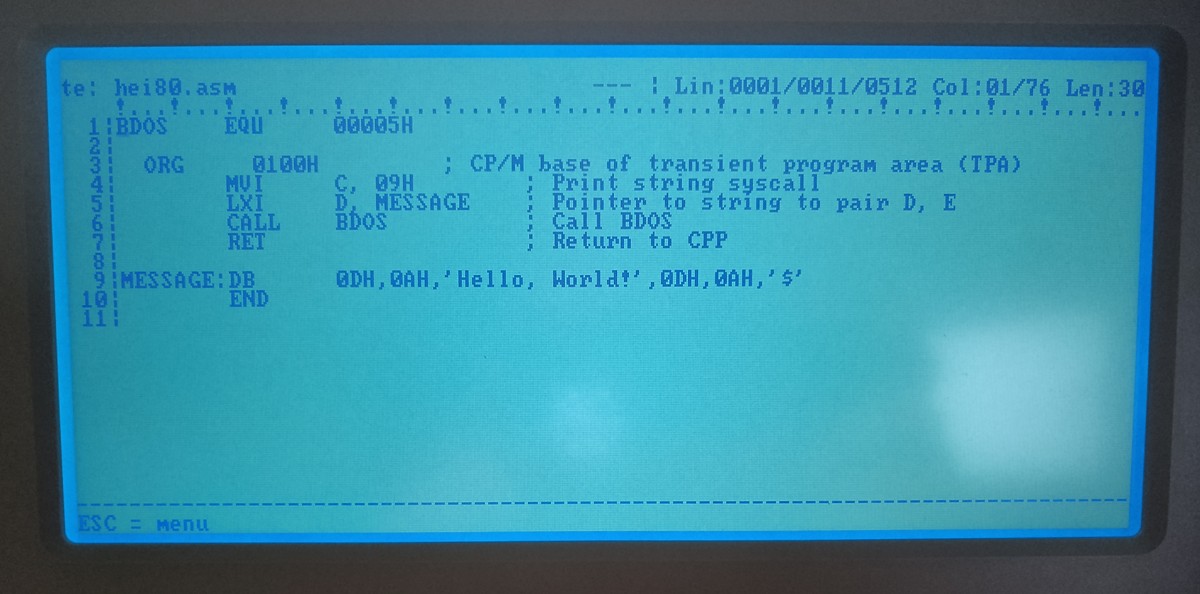 te: hei80.asm --- ¦ Lin:0001/0011/0512 Col:01/76 Len:30
1¦BDOS EQU 00005H
2¦
3¦ ORG 0100H ; CP/M base of transient program area (TPA)
4¦ MVI C, 09H ; Print string syscall
5¦ LXI D, MESSAGE ; Pointer to string to pair D, E
6¦ CALL BDOS ; Call BDOS
7¦ RET ; Return to CPP
8¦
9¦MESSAGE:DB 0DH,0AH,'Hello, World!',0DH,0AH,'$'
10¦ END
11¦
ESC = menu